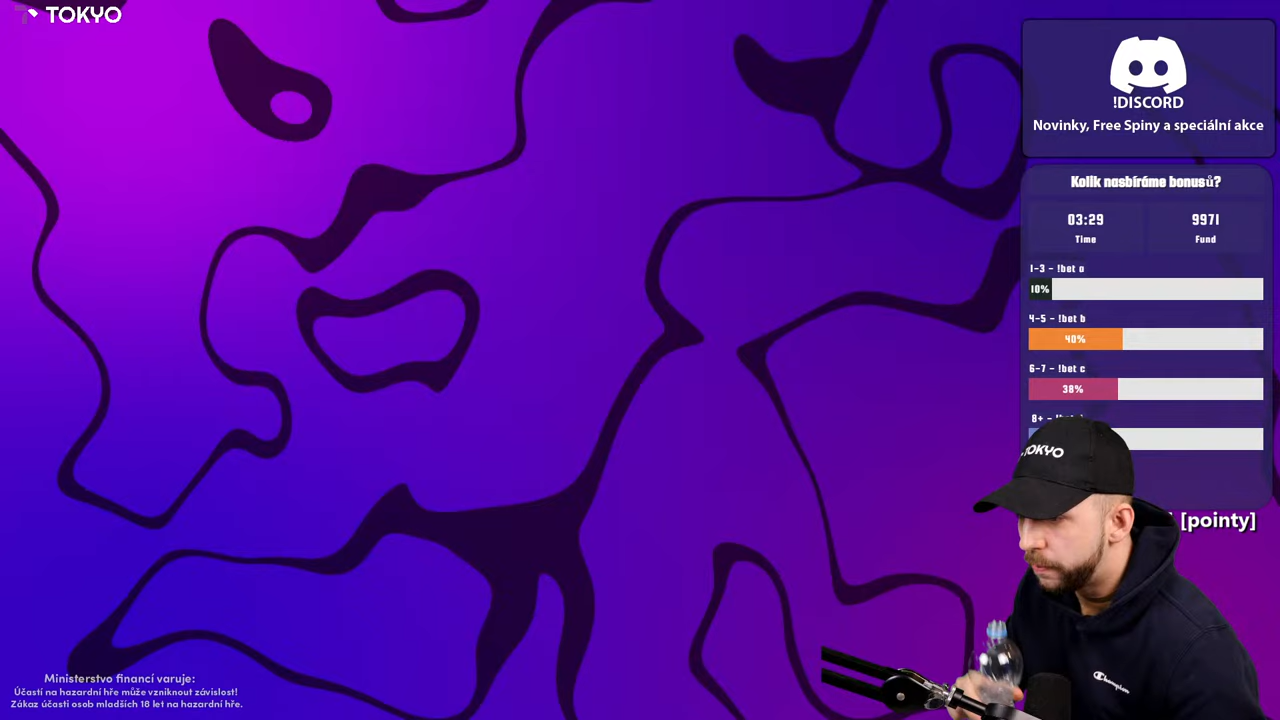 TOKYO
!DISCORD
Novinky, Free Spiny a speciální akce
Kolik nasbíráme bonusů?
03:29
9971
Time
Fund
1-3 - !bet a
10%
4-5 - !bet b
40%
6-7 - !bet c
38%
8+ -
[pointy]
TOKYO
Champion
Ministerstvo financí varuje:
Účastí na hazardní hře může vzniknout závislost!
Zákaz účasti osob mladších 18 let na hazardní hře.